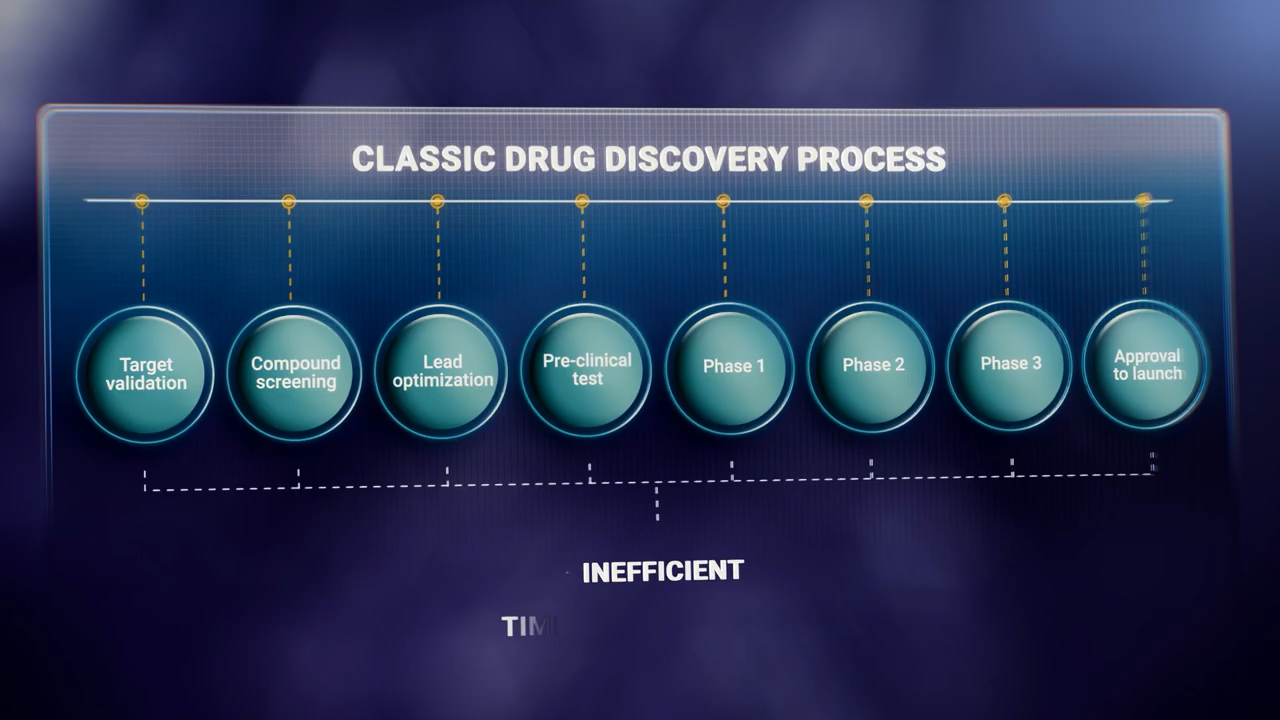 CLASSIC DRUG DISCOVERY PROCESS
Target
validation
Compound
screening
Lead
optimization
Pre-clinical
test
Phase 1
Phase 2
Phase 3
Approval
to launch
INEFFICIENT